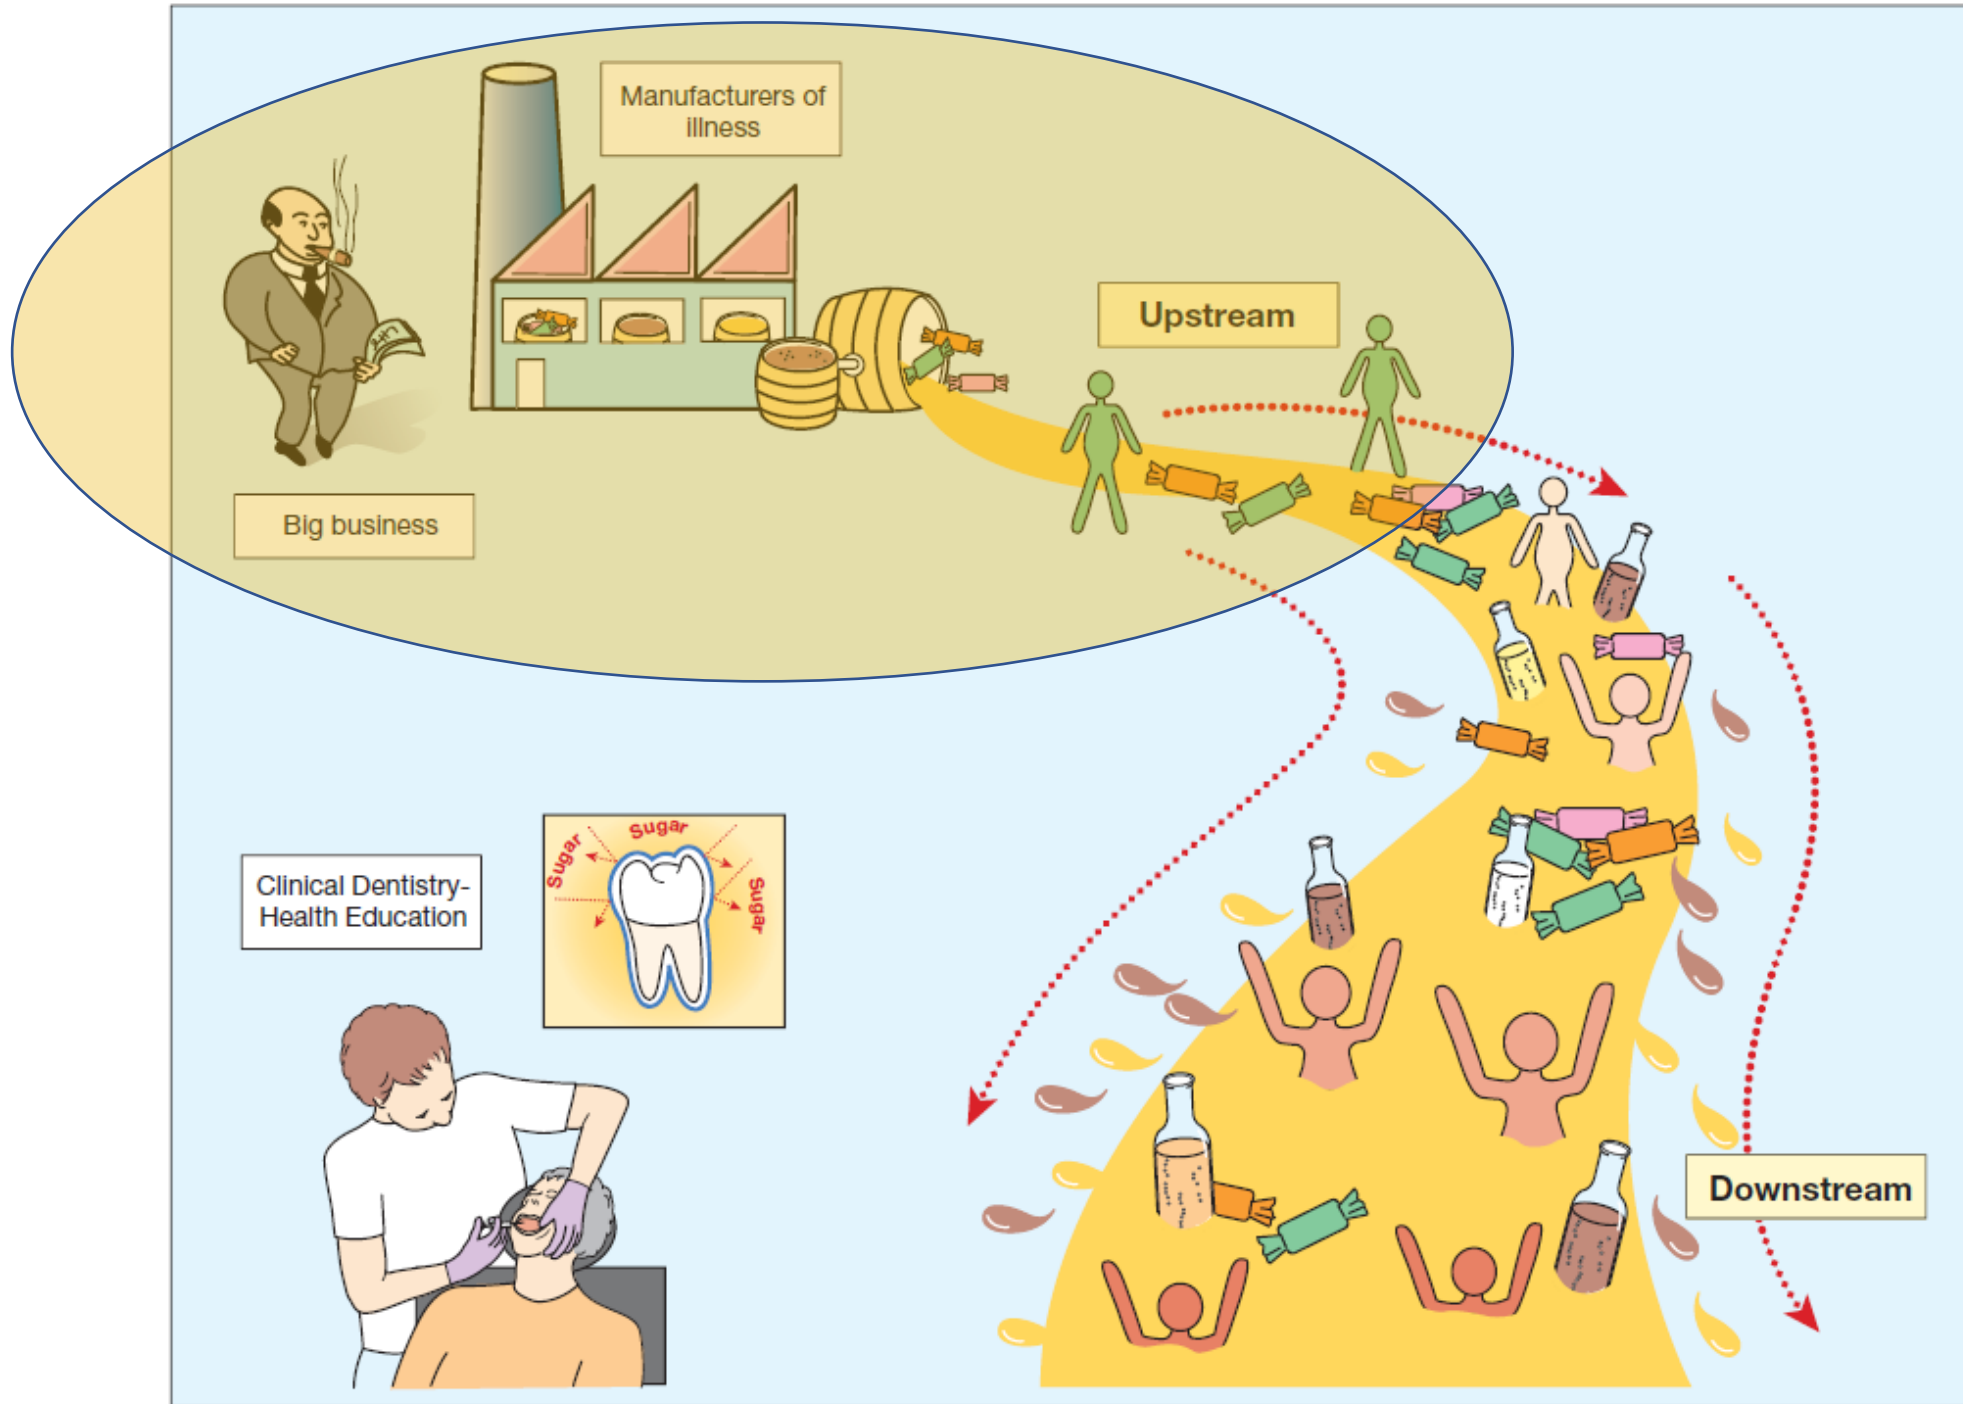 Manufacturers of
illness
Upstream
Big business
Sugar
Sugar
Sugar
Clinical Dentistry-
Health Education
Downstream